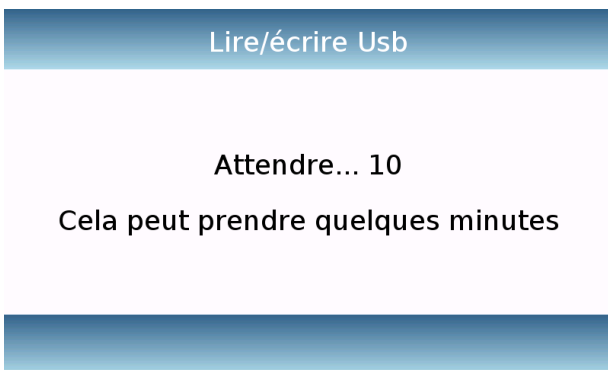 Lire/écrire Usb
Attendre... 10
Cela peut prendre quelques minutes